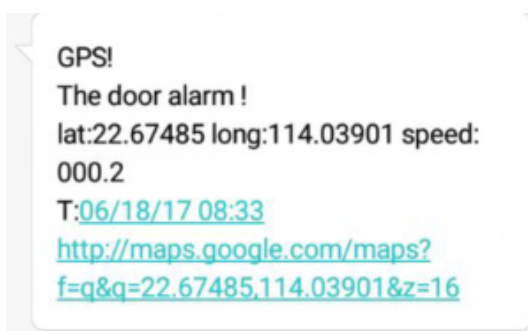 GPS!
The door alarm !
lat:22.67485 long:114.03901 speed:
000.2
T:06/18/17 08:33
http://maps.google.com/maps?
f=q&q=22.67485,114.03901&z=16